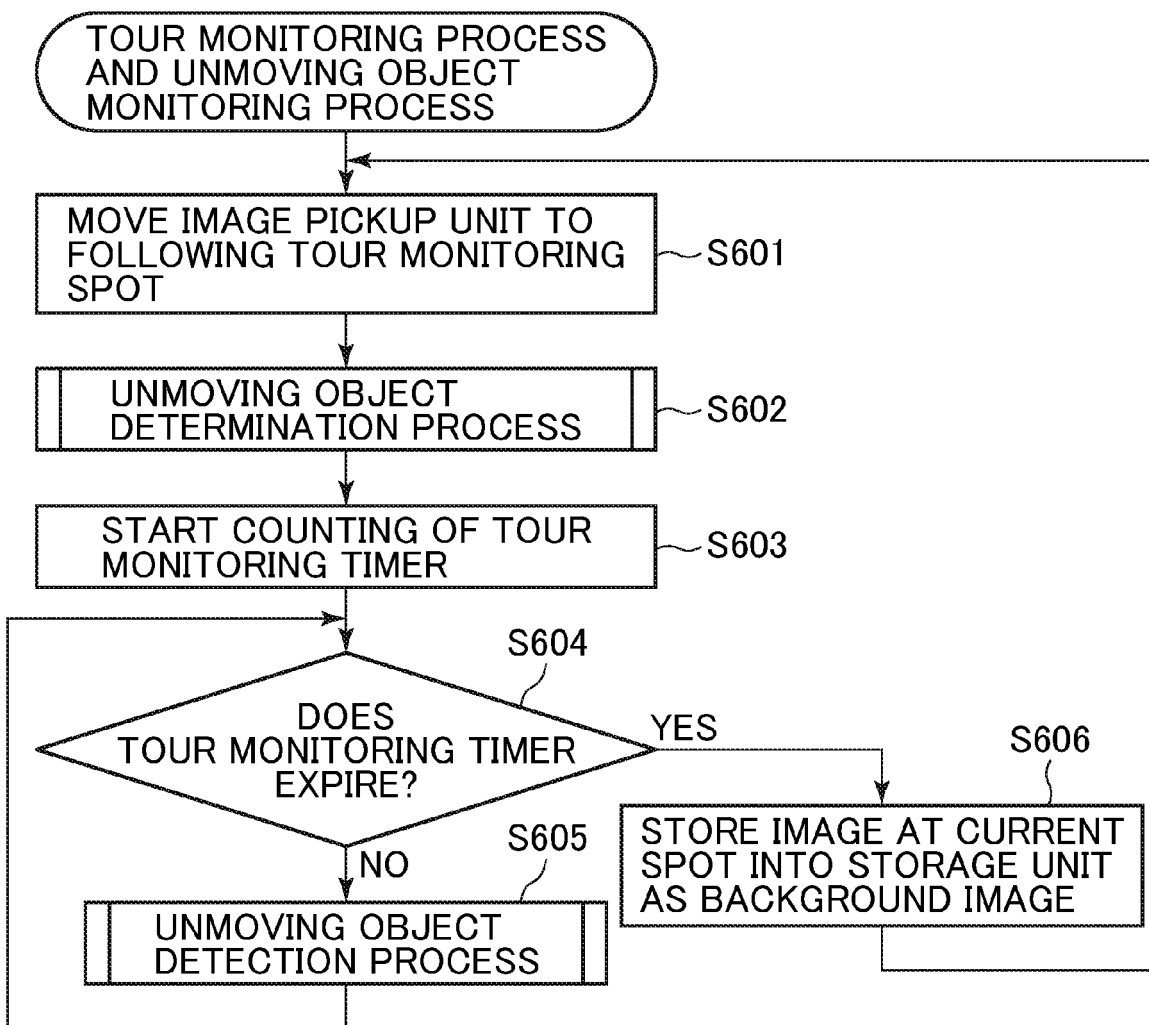 TOUR MONITORING PROCESS
AND UNMOVING OBJECT
MONITORING PROCESS
MOVE IMAGE PICKUP UNIT TO
FOLLOWING TOUR MONITORING
SPOT
S601
UNMOVING OBJECT
DETERMINATION PROCESS
S602
START COUNTING OF TOUR
MONITORING TIMER
S603
S604
DOES
TOUR MONITORING TIMER
EXPIRE?
YES
NO
S605
UNMOVING OBJECT
DETECTION PROCESS
S606
STORE IMAGE AT CURRENT
SPOT INTO STORAGE UNIT
AS BACKGROUND IMAGE